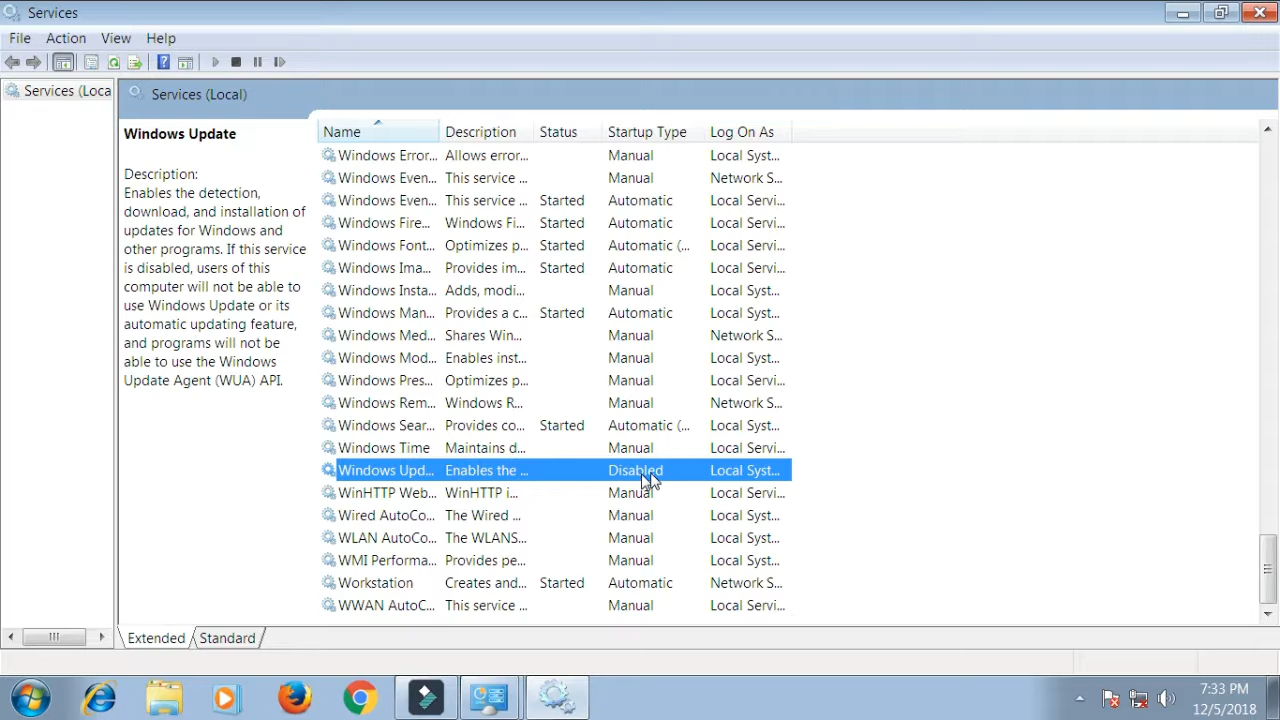 Services
File Action View Help
Services (Loca
Services (Local)
Windows Update
Description:
Enables the detection,
download, and installation of
updates for Windows and
other programs. If this service
is disabled, users of this
computer will not be able to
use Windows Update or its
automatic updating feature,
and programs will not be
able to use the Windows
Update Agent (WUA) API.
Name Description Status Startup Type Log On As
Windows Error... Allows error... Manual Local Syst...
Windows Even... This service ... Manual Network S...
Windows Even... This service ... Started Automatic Local Servi...
Windows Fire... Windows Fi... Started Automatic Local Servi...
Windows Font... Optimizes p... Started Automatic (... Local Servi...
Windows Ima... Provides im... Started Automatic Local Servi...
Windows Insta... Adds, modi... Manual Local Syst...
Windows Man... Provides a c... Started Automatic Local Syst...
Windows Med... Shares Win... Manual Network S...
Windows Mod... Enables inst... Manual Local Syst...
Windows Pres... Optimizes p... Manual Local Servi...
Windows Rem... Windows R... Manual Network S...
Windows Sear... Provides co... Started Automatic (... Local Syst...
Windows Time Maintains d... Manual Local Servi...
Windows Upd... Enables the ... Disabled Local Syst...
WinHTTP Web... WinHTTP i... Manual Local Servi...
Wired AutoCo... The Wired ... Manual Local Syst...
WLAN AutoCo... The WLANS... Manual Local Syst...
WMI Performa... Provides pe... Manual Local Syst...
Workstation Creates and... Started Automatic Network S...
WWAN AutoC... This service ... Manual Local Servi...
Extended Standard
7:33 PM
12/5/2018